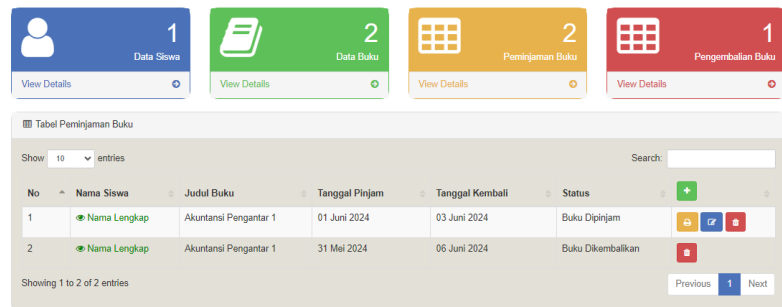 1
Data Siswa
View Details
2
Data Buku
View Details
2
Peminjaman Buku
View Details
1
Pengembalian Buku
View Details
Tabel Peminjaman Buku
Show 10 entries Search:
No Nama Siswa Judul Buku Tanggal Pinjam Tanggal Kembali Status
1 Nama Lengkap Akuntansi Pengantar 1 01 Juni 2024 03 Juni 2024 Buku Dipinjam
2 Nama Lengkap Akuntansi Pengantar 1 31 Mei 2024 06 Juni 2024 Buku Dikembalikan
Showing 1 to 2 of 2 entries Previous 1 Next